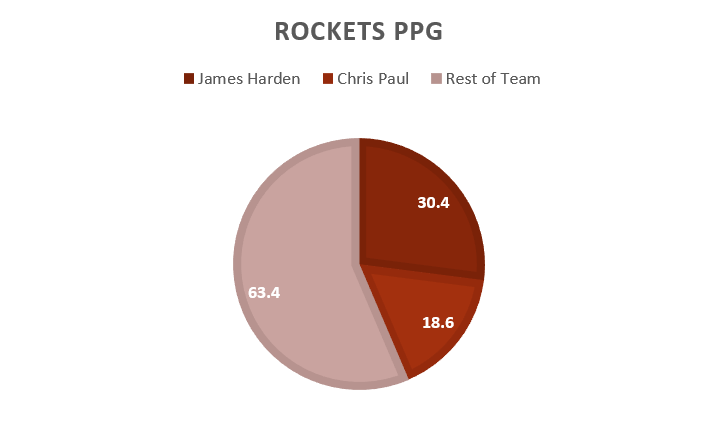 ROCKETS PPG
James Harden Chris Paul Rest of Team
30.4
63.4
18.6